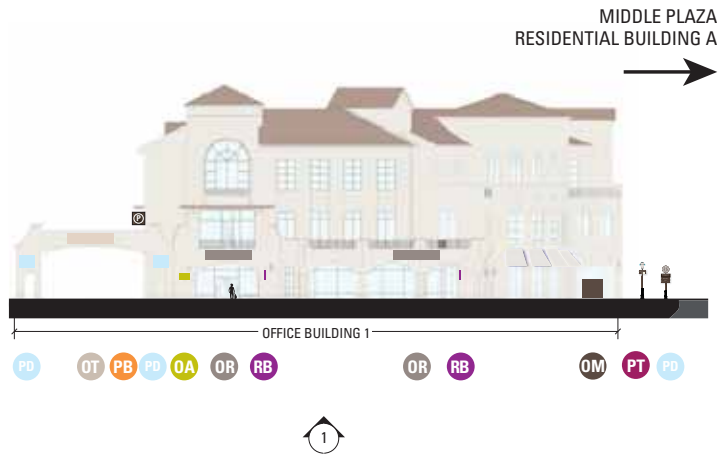 MIDDLE PLAZA
RESIDENTIAL BUILDING A
P
OFFICE BUILDING 1
PD OT PB PD OA OR RB OR RB OM PT PD
1